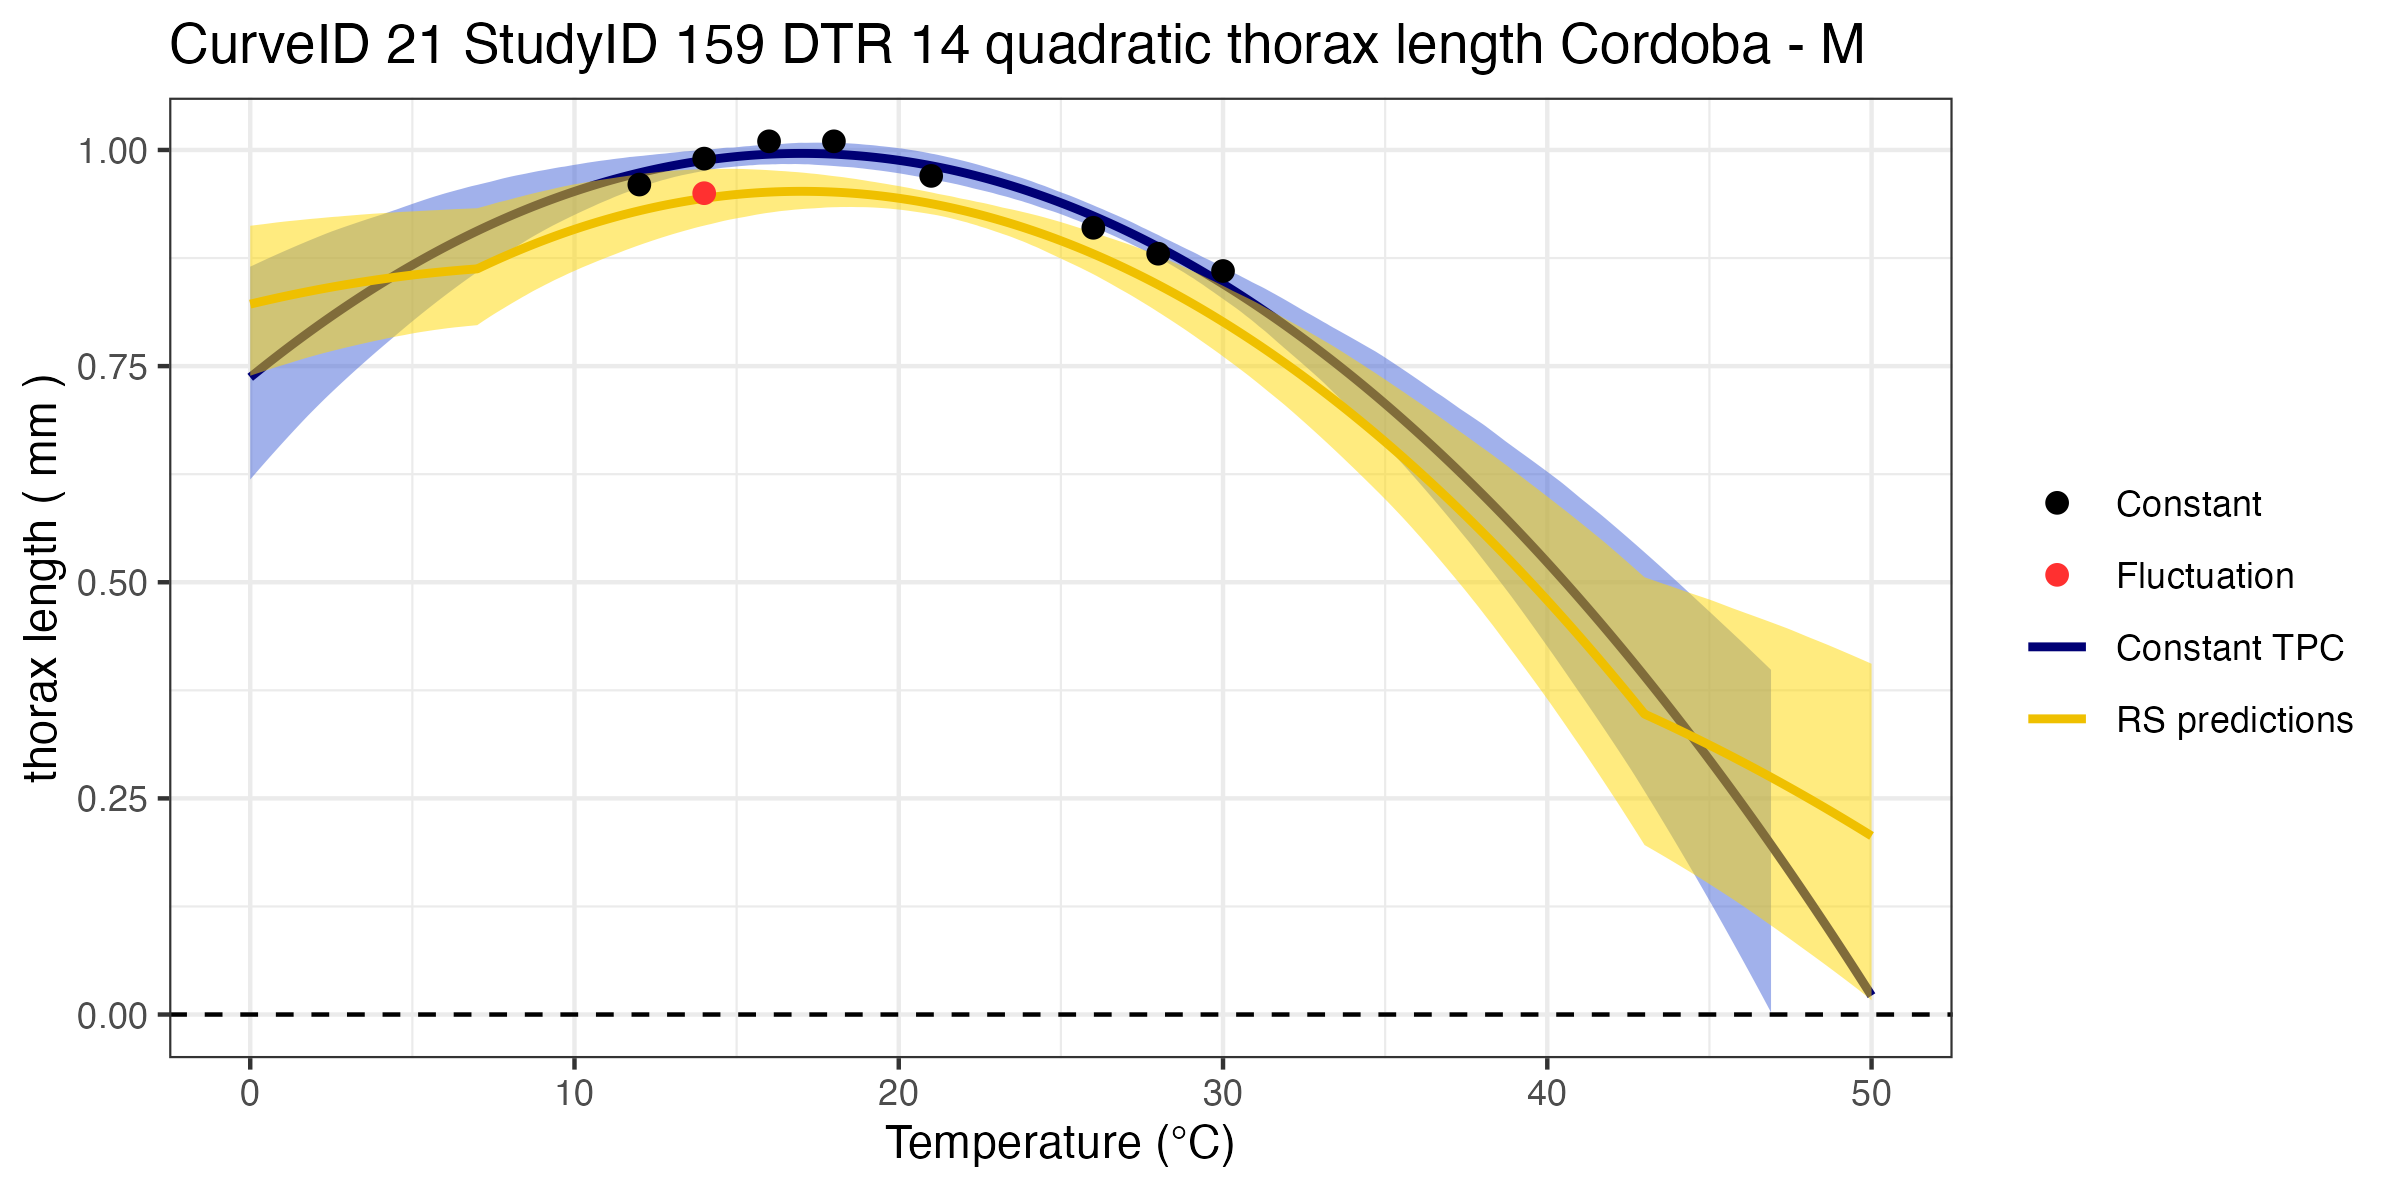 CurveID 21 StudyID 159 DTR 14 quadratic thorax length Cordoba - M
thorax length ( mm )
1.00
0.75
0.50
0.25
0.00
0 10 20 30 40 50
Temperature (°C)
Constant
Fluctuation
Constant TPC
RS predictions